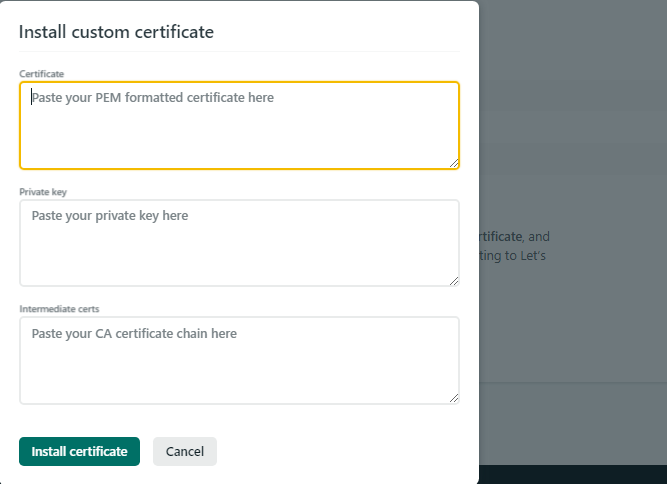 Install custom certificate
Certificate
Paste your PEM formatted certificate here
Private key
Paste your private key here
rtificate, and
ting to Let's
Intermediate certs
Paste your CA certificate chain here
Install certificate
Cancel